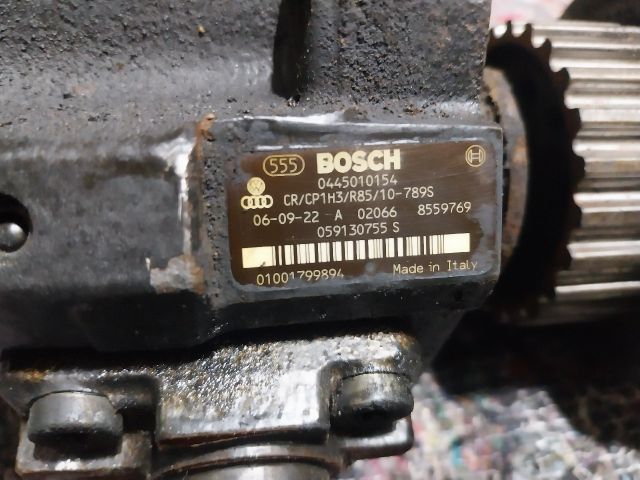 555 BOSCH
0445010154
CR/CP1H3/R85/10-789S
06-09-22 A 02066 8559769
059130755 S
01001799894 Made in Italy